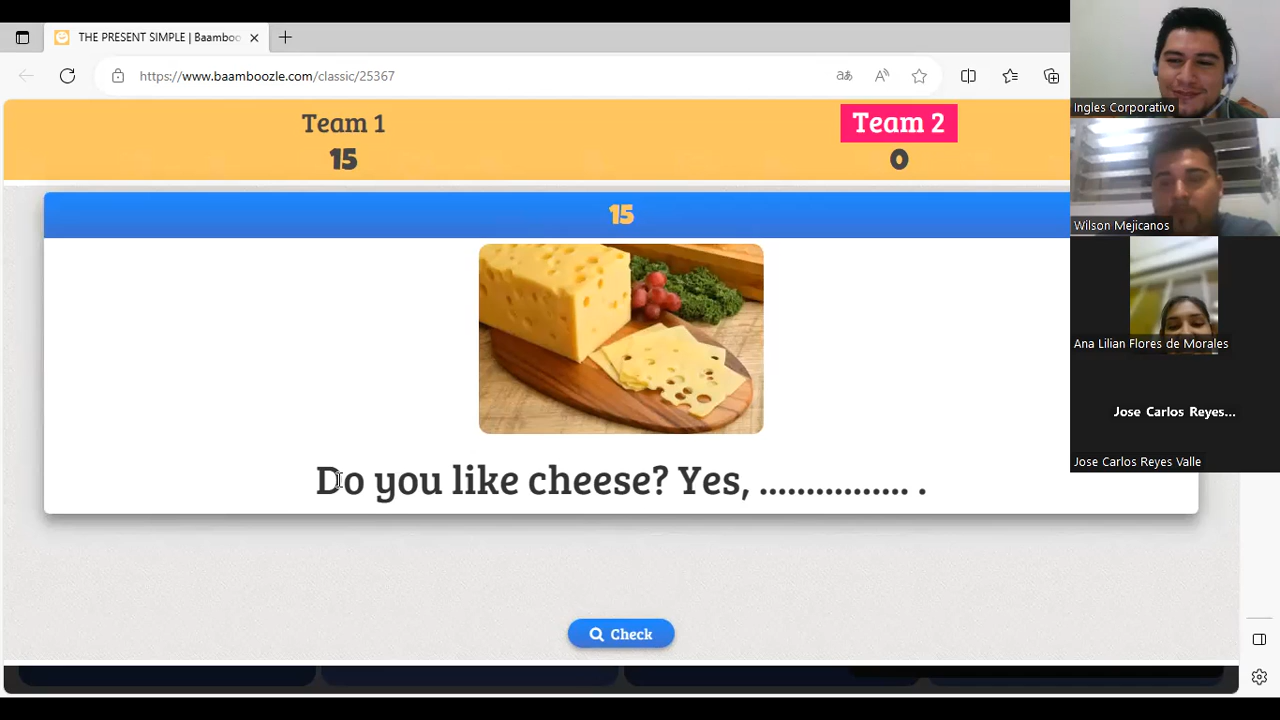 THE PRESENT SIMPLE | Baamboo
https://www.baamboozle.com/classic/25367
Team 1
15
Team 2
0
15
Do you like cheese? Yes, ................ .
Check
Ingles Corporativo
Wilson Mejicanos
Ana Lilian Flores de Morales
Jose Carlos Reyes...
Jose Carlos Reyes Valle